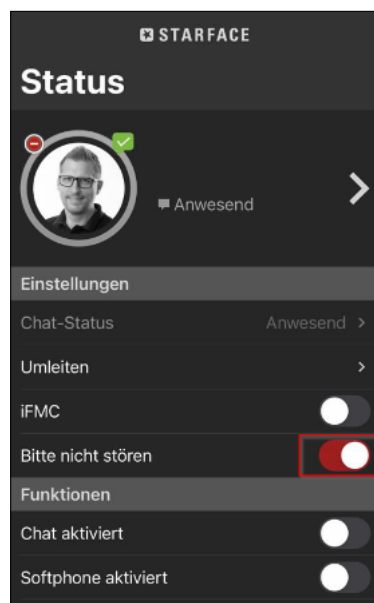 STARFACE
Status
Anwesend
Einstellungen
Chat-Status Anwesend
Umleiten
iFMC
Bitte nicht stören
Funktionen
Chat aktiviert
Softphone aktiviert